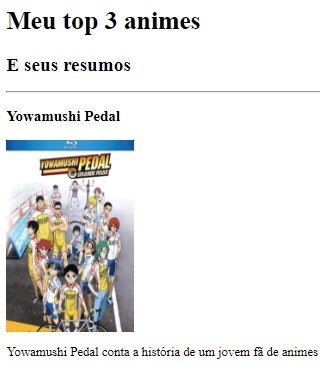 Meu top 3 animes
E seus resumos
Yowamushi Pedal
YOWAMUSHI
PEDAL
GRANDE ROAD
Yowamushi Pedal conta a história de um jovem fã de animes